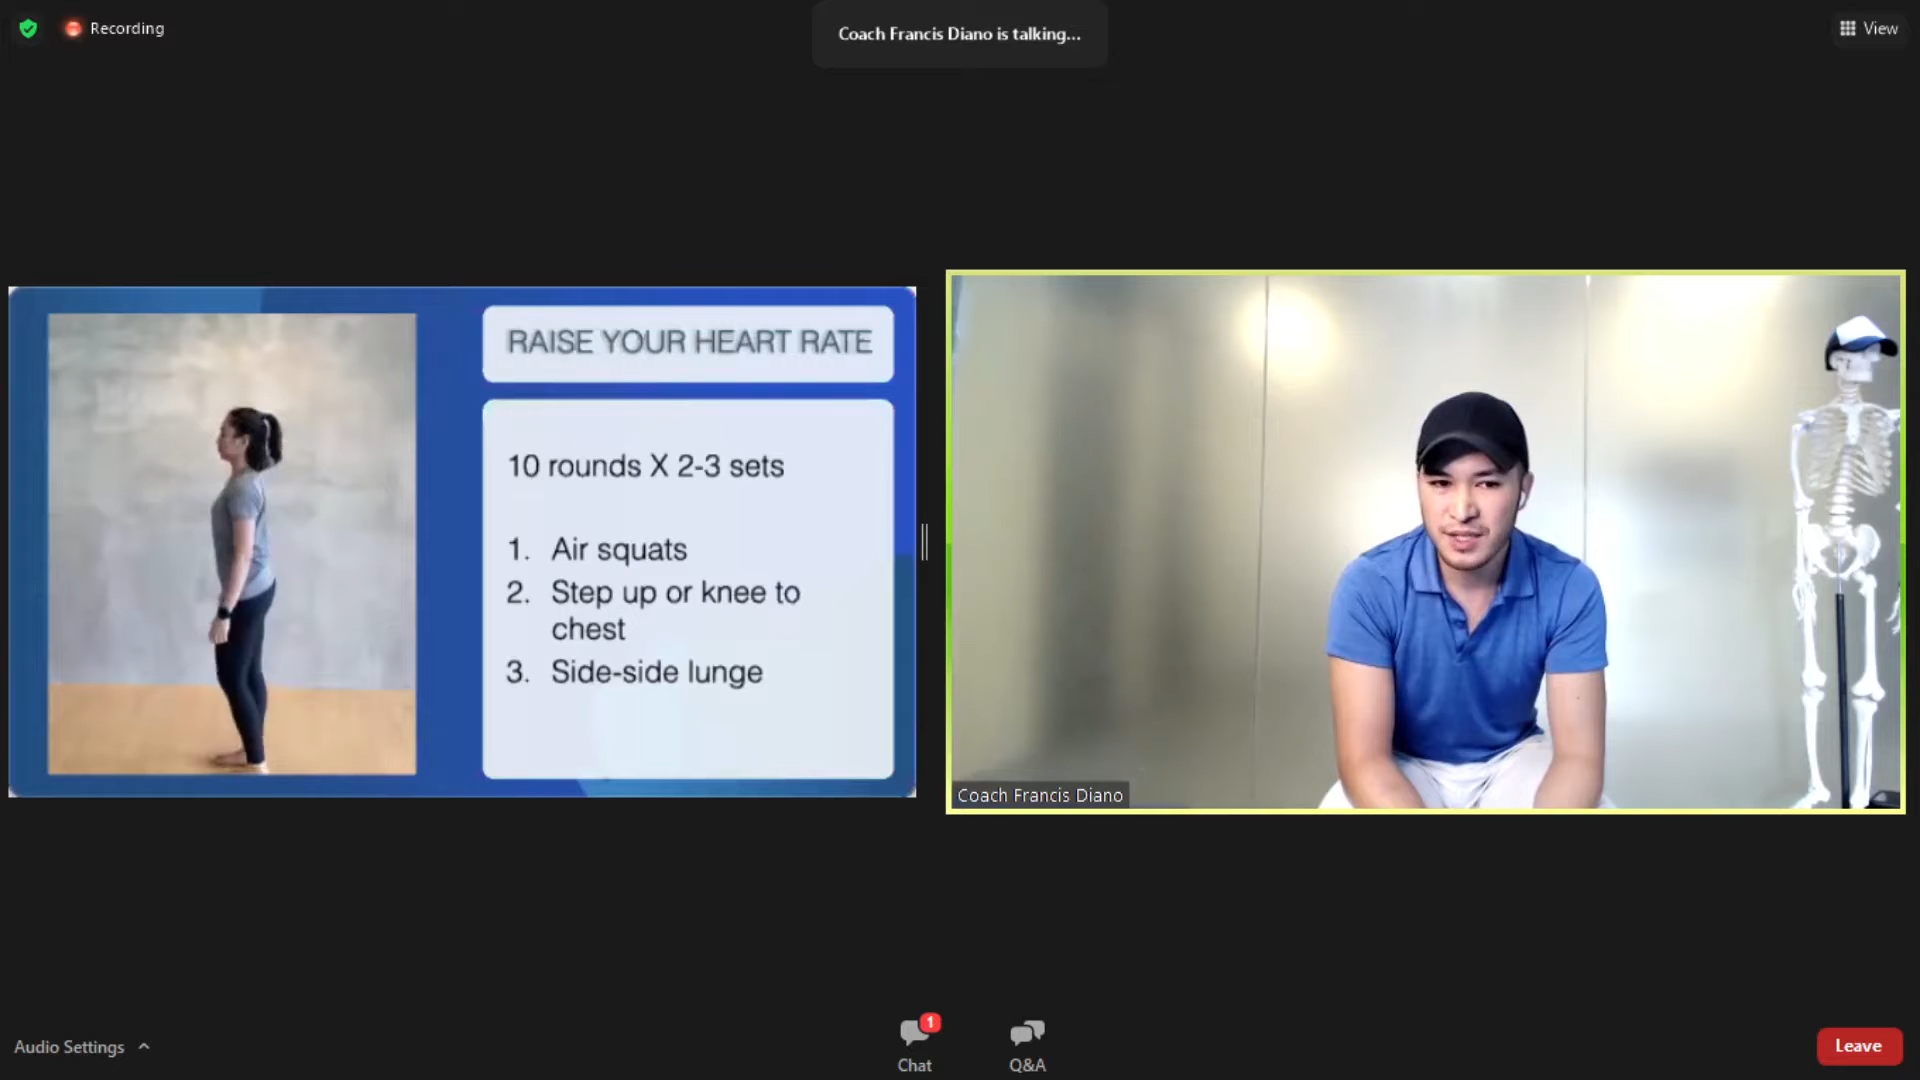 Recording
Coach Francis Diano is talking...
View
RAISE YOUR HEART RATE
10 rounds X 2-3 sets
1. Air squats
2. Step up or knee to
chest
3. Side-side lunge
Coach Francis Diano
Audio Settings
1
Chat
Q&A
Leave